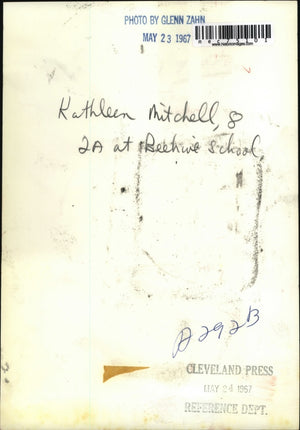 PHOTO BY GLENN ZAHN
MAY 23 1967
Kathleen Mitchell, 8
2A at Beehive School,
A292B
CLEVELAND PRESS
MAY 24 1967
REFERENCE DEPT.